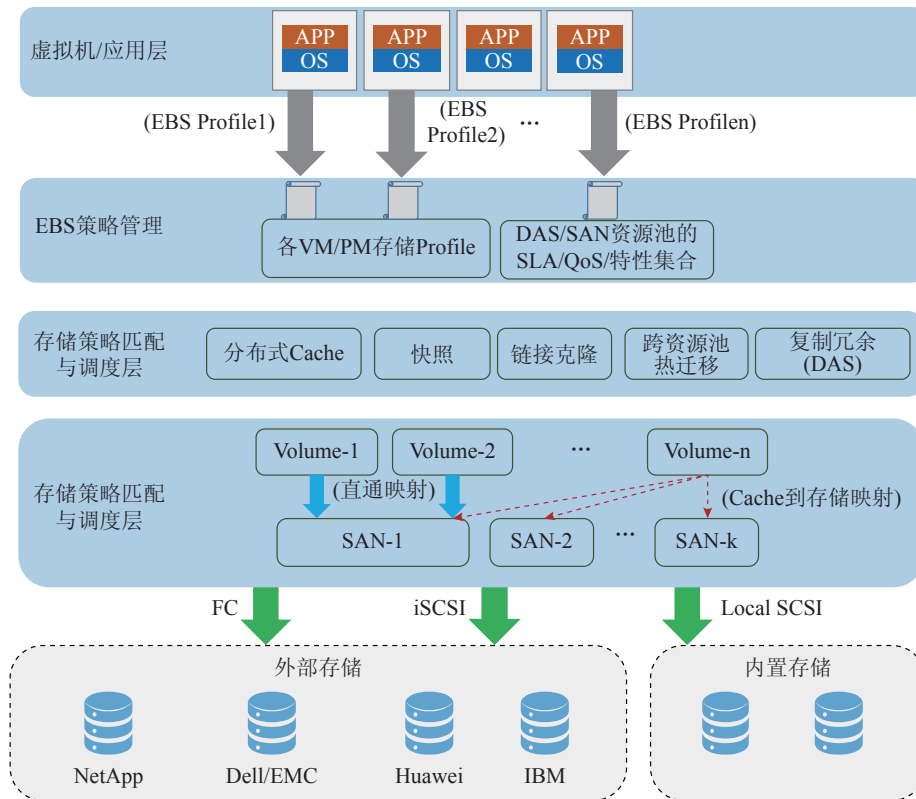 虚拟机/应用层
APP
OS
APP
OS
APP
OS
APP
OS
(EBS Profile1)
(EBS
Profile2)
...
(EBS Profilen)
EBS策略管理
各VM/PM存储Profile
DAS/SAN资源池的
SLA/QoS/特性集合
存储策略匹配
与调度层
分布式Cache
快照
链接克隆
跨资源池
热迁移
复制冗余
(DAS)
存储策略匹配
与调度层
Volume-1
Volume-2
...
Volume-n
(直通映射)
(Cache到存储映射)
SAN-1
SAN-2
...
SAN-k
FC
iSCSI
Local SCSI
外部存储
NetApp
Dell/EMC
Huawei
IBM
内置存储